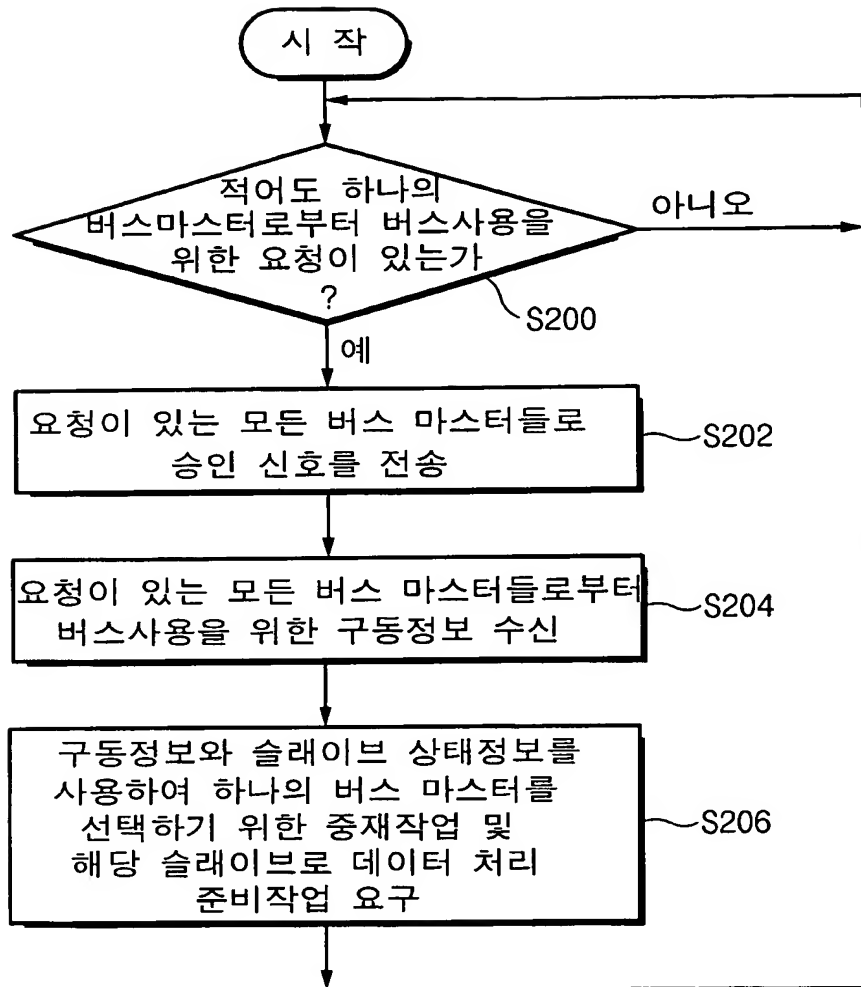 시 작
적어도 하나의
버스마스터로부터 버스사용을
위한 요청이 있는가
?
아니오
S200
예
요청이 있는 모든 버스 마스터들로
승인 신호를 전송
S202
요청이 있는 모든 버스 마스터들로부터
버스사용을 위한 구동정보 수신
S204
구동정보와 슬래이브 상태정보를
사용하여 하나의 버스 마스터를
선택하기 위한 중재작업 및
해당 슬래이브로 데이터 처리
준비작업 요구
S206